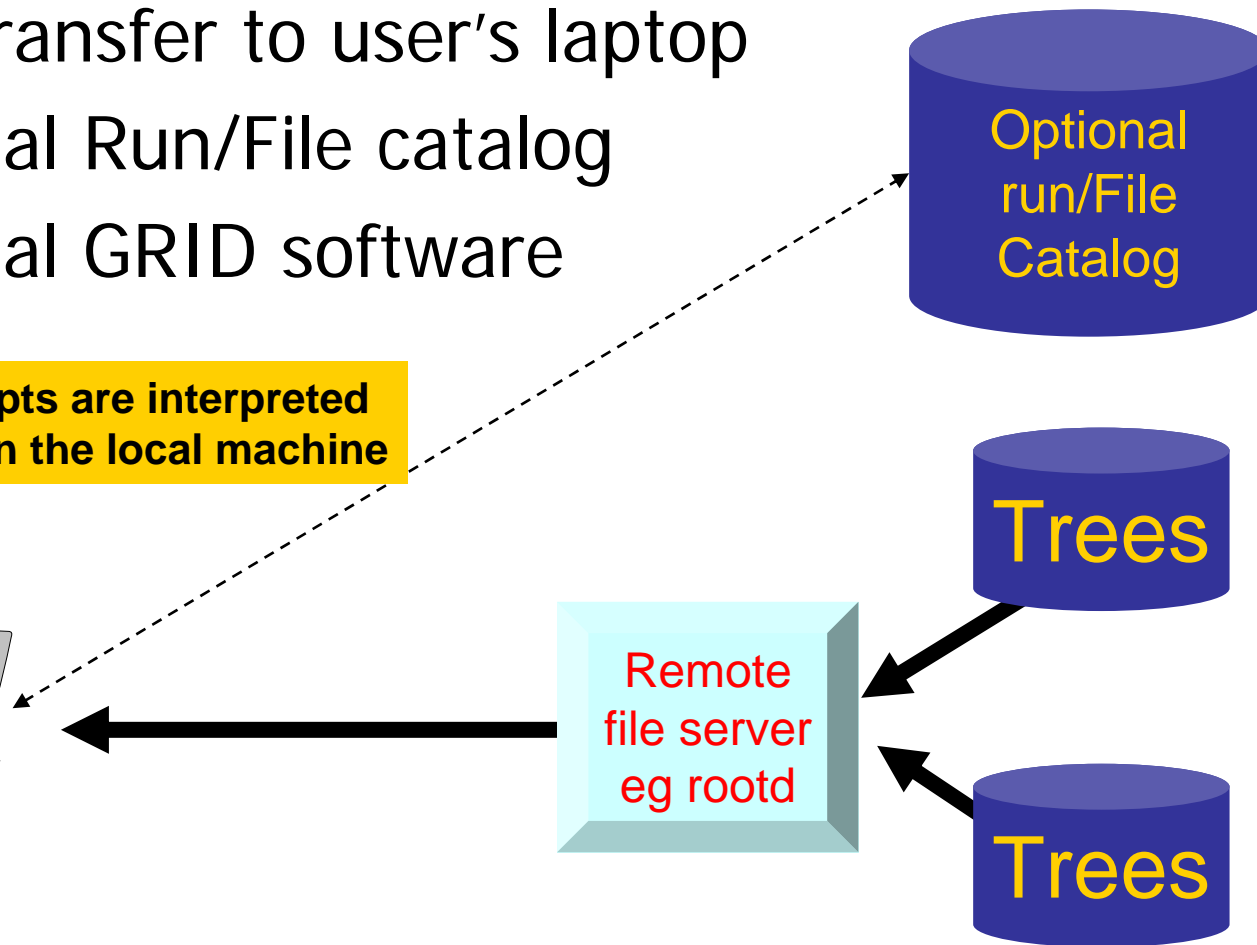 ransfer to user's laptop
al Run/File catalog
al GRID software
Optional
run/File
Catalog
pts are interpreted
n the local machine
Trees
Remote
file server
eg rootd
Trees